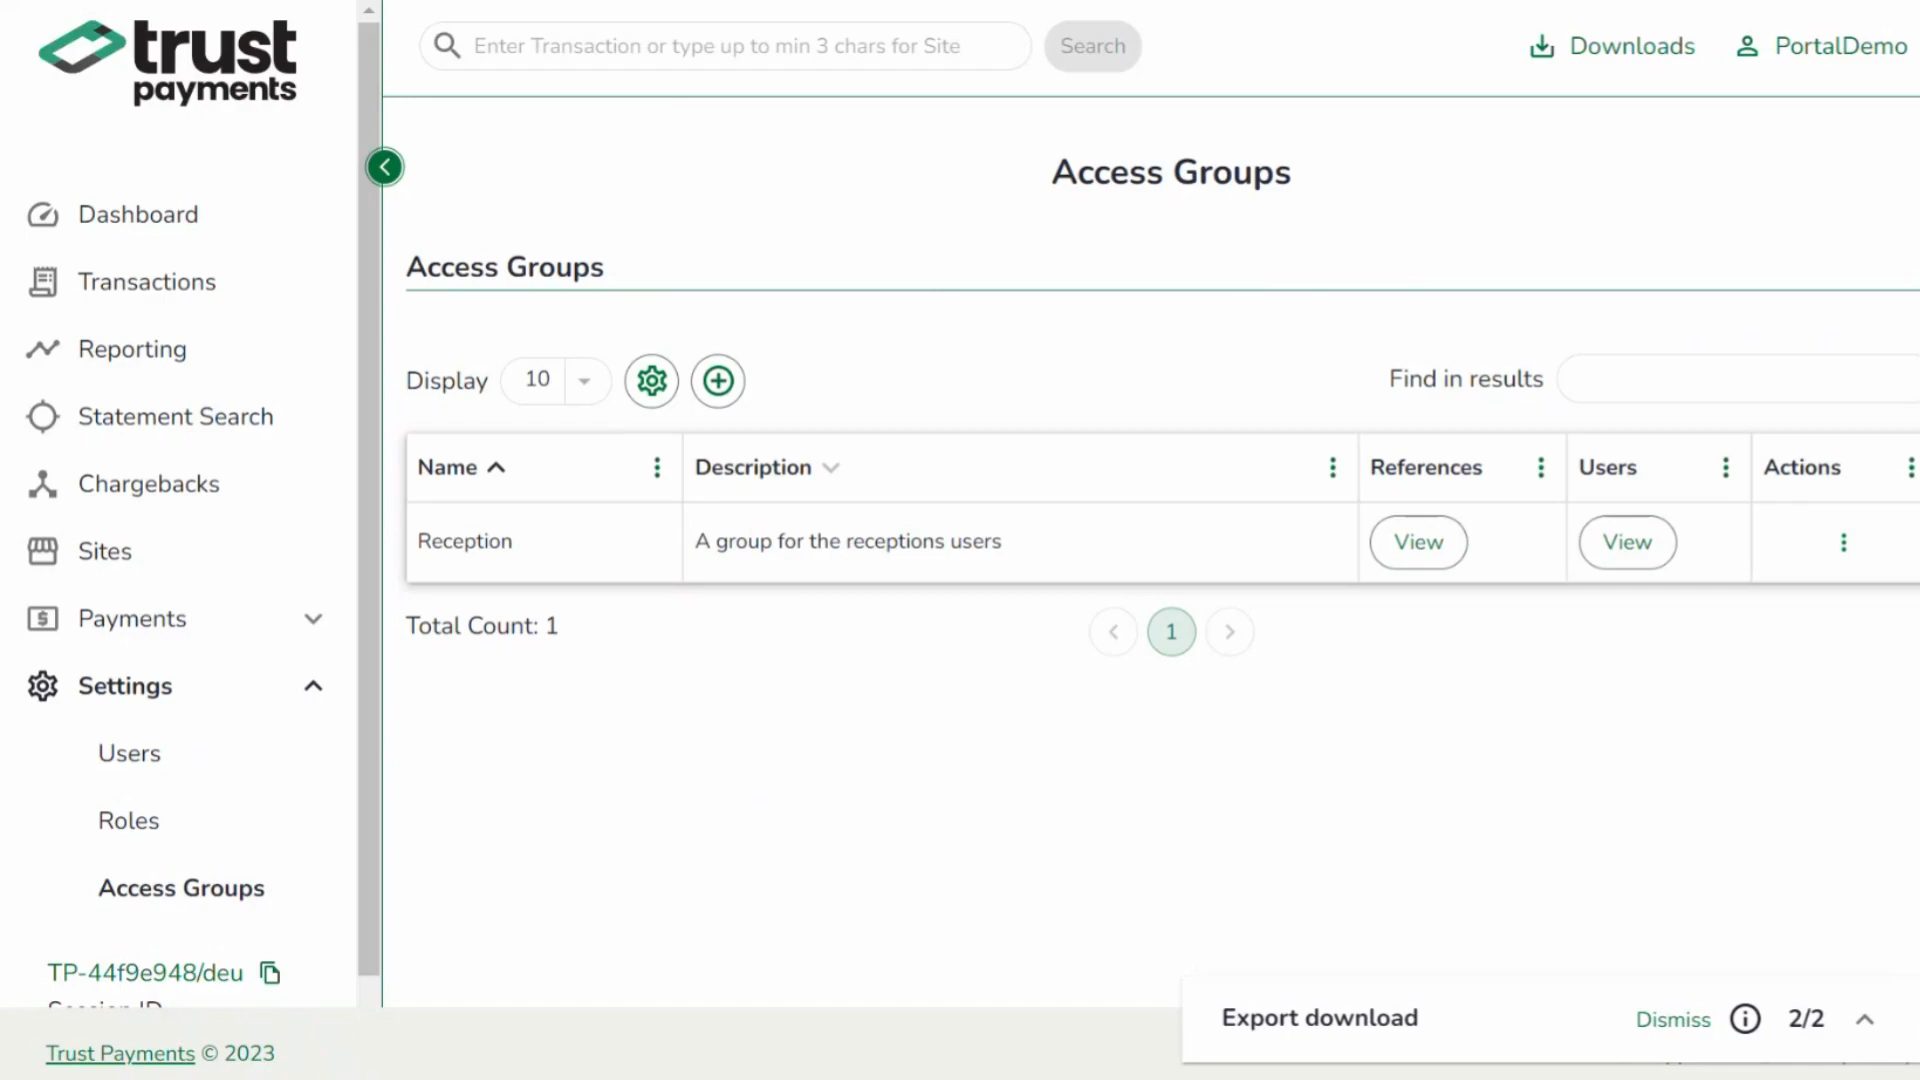 trust
payments
Enter Transaction or type up to min 3 chars for Site
Search
Downloads
PortalDemo
Dashboard
Transactions
Reporting
Statement Search
Chargebacks
Sites
Payments
Settings
Users
Roles
Access Groups
TP-44f9e948/deu
Session ID
Trust Payments © 2023
Access Groups
Access Groups
Display 10
Find in results
Name Description References Users Actions
Reception A group for the receptions users View View
Total Count: 1
1
Export download Dismiss 2/2